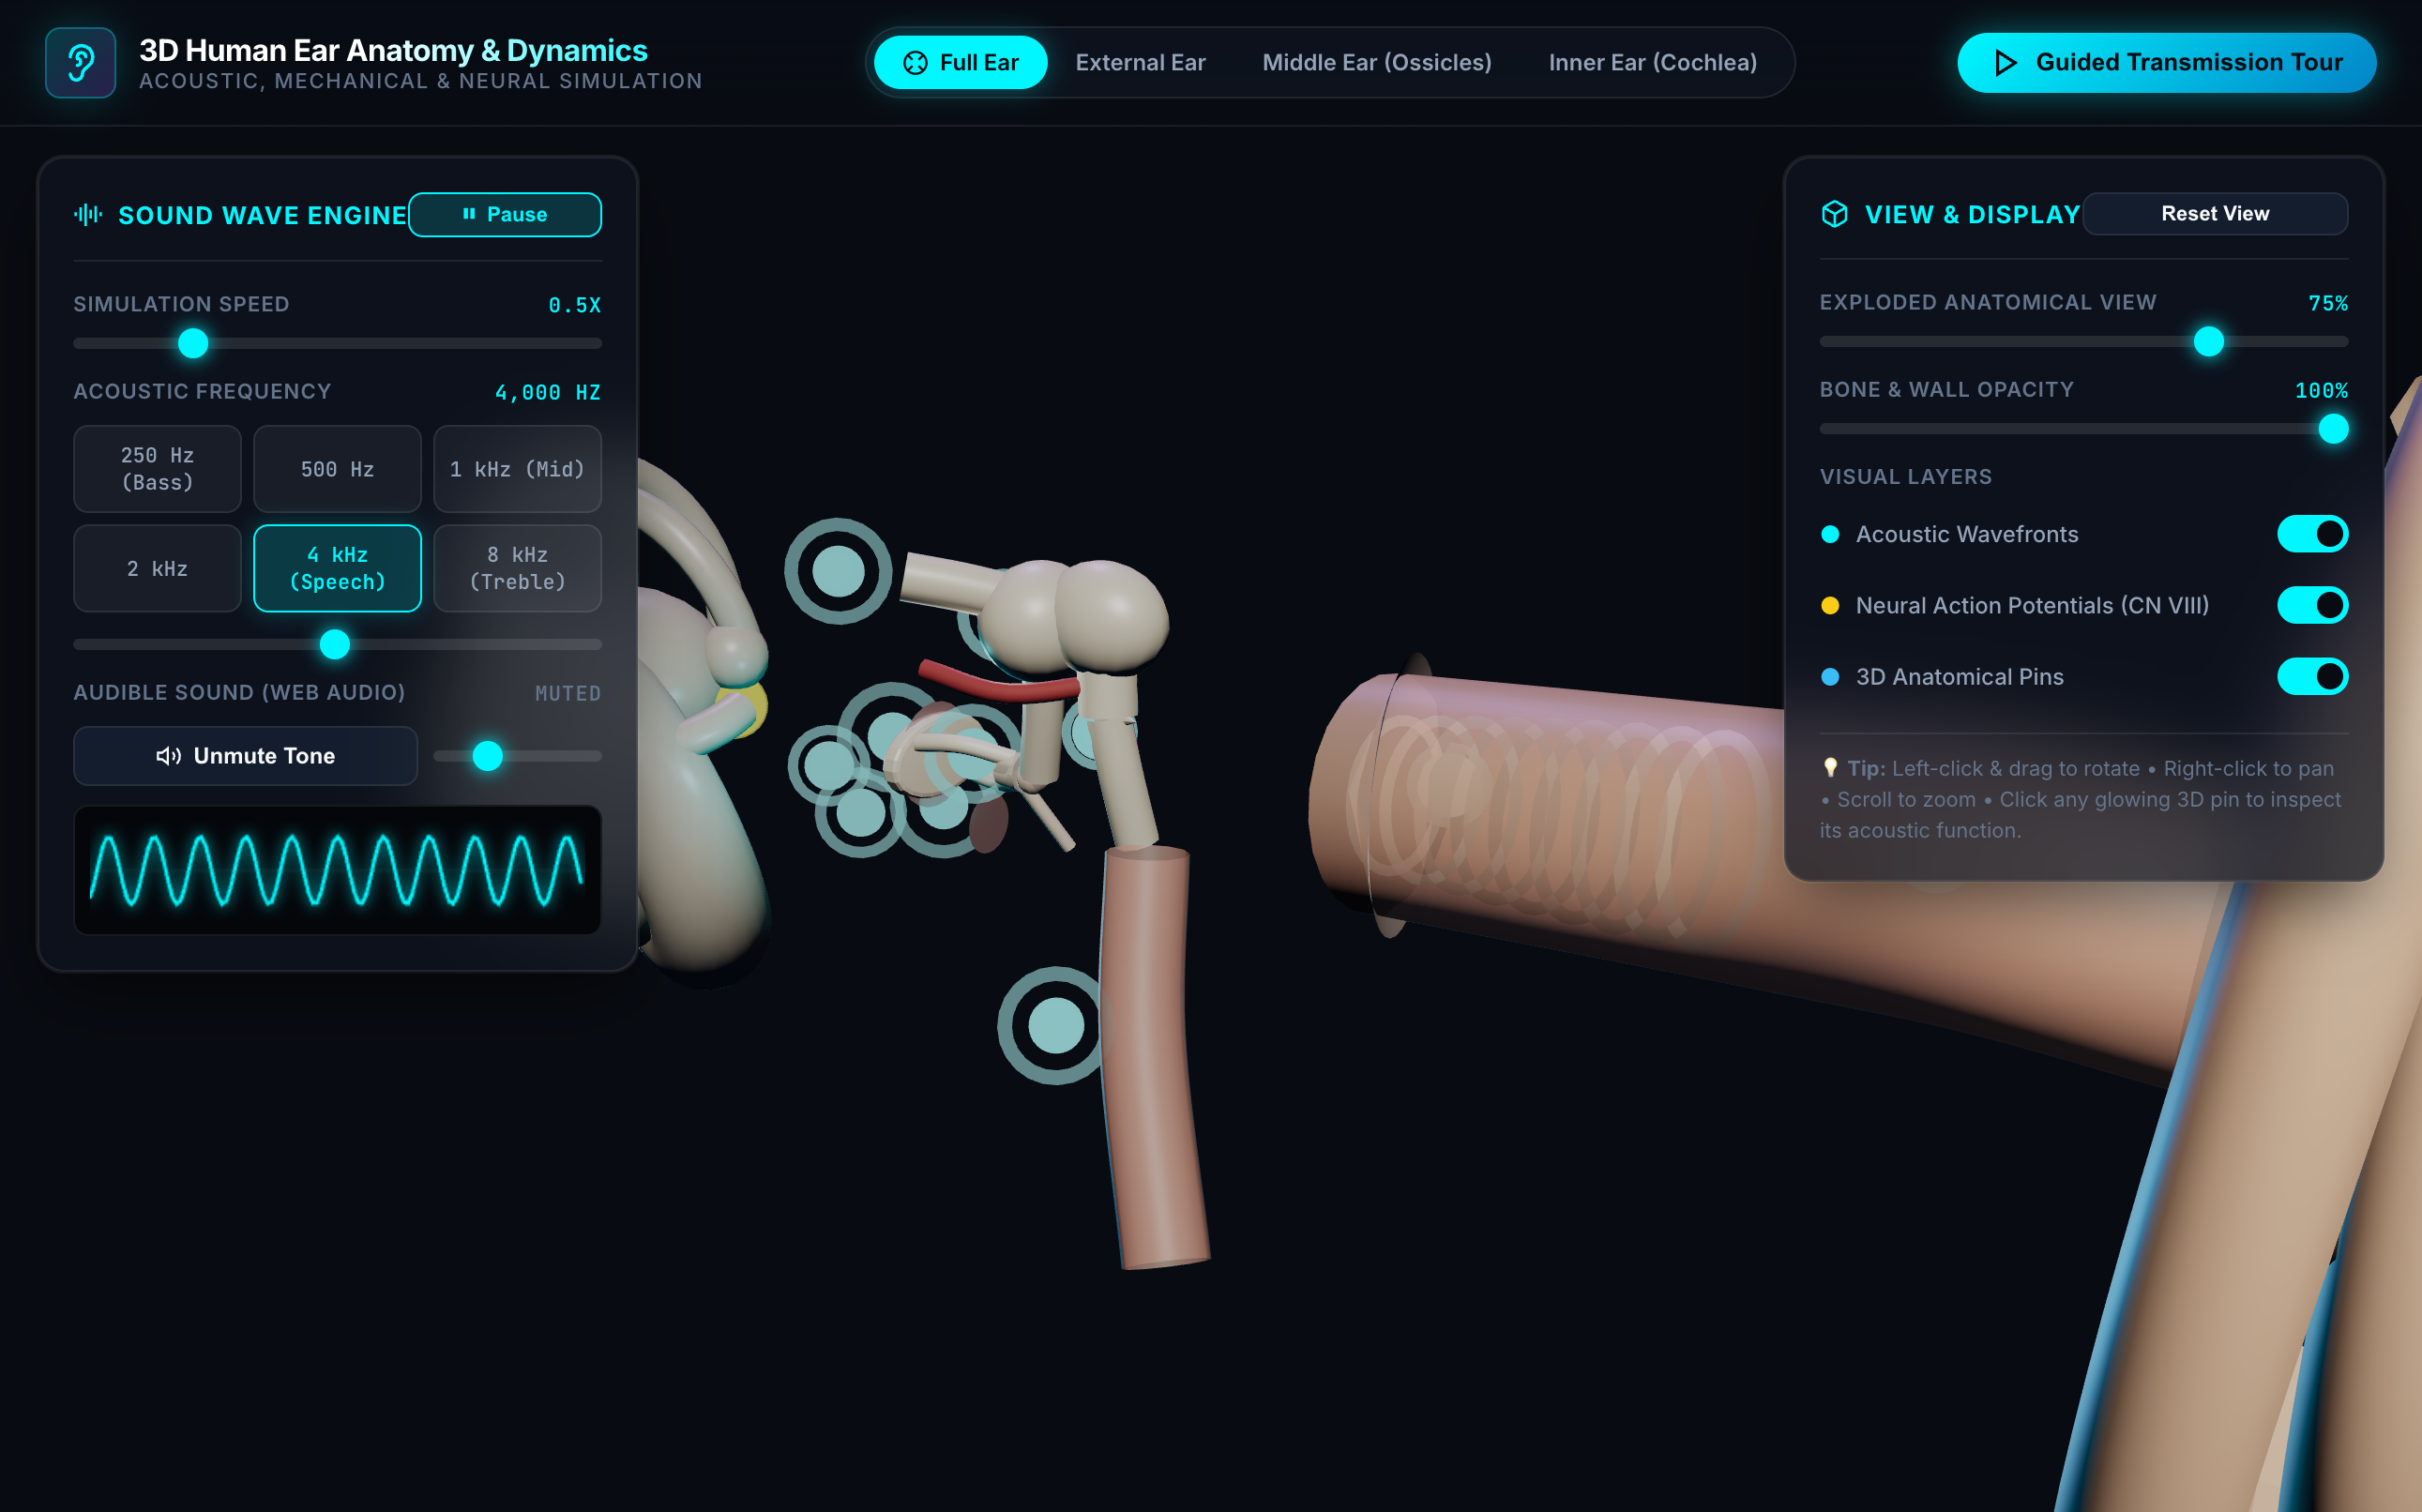 3D Human Ear Anatomy & Dynamics
ACOUSTIC, MECHANICAL & NEURAL SIMULATION
Full Ear
External Ear
Middle Ear (Ossicles)
Inner Ear (Cochlea)
Guided Transmission Tour
SOUND WAVE ENGINE
Pause
SIMULATION SPEED
0.5X
ACOUSTIC FREQUENCY
4,000 HZ
250 Hz
(Bass)
500 Hz
1 kHz (Mid)
2 kHz
4 kHz
(Speech)
8 kHz
(Treble)
AUDIBLE SOUND (WEB AUDIO)
MUTED
Unmute Tone
VIEW & DISPLAY
Reset View
EXPLODED ANATOMICAL VIEW
75%
BONE & WALL OPACITY
100%
VISUAL LAYERS
Acoustic Wavefronts
Neural Action Potentials (CN VIII)
3D Anatomical Pins
💡 Tip: Left-click & drag to rotate • Right-click to pan
• Scroll to zoom • Click any glowing 3D pin to inspect
its acoustic function.